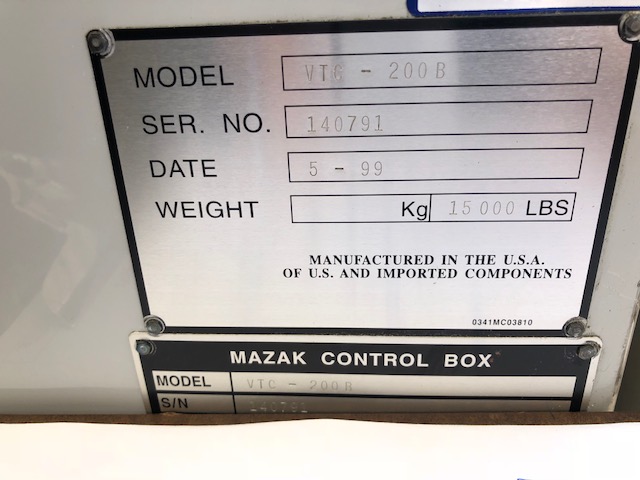 MODEL VTC - 200B
SER. NO. 140791
DATE 5 - 99
WEIGHT Kg 15000 LBS
MANUFACTURED IN THE U.S.A.
OF U.S. AND IMPORTED COMPONENTS
0341MC03810
MAZAK CONTROL BOX
MODEL VTC - 200B
S/N